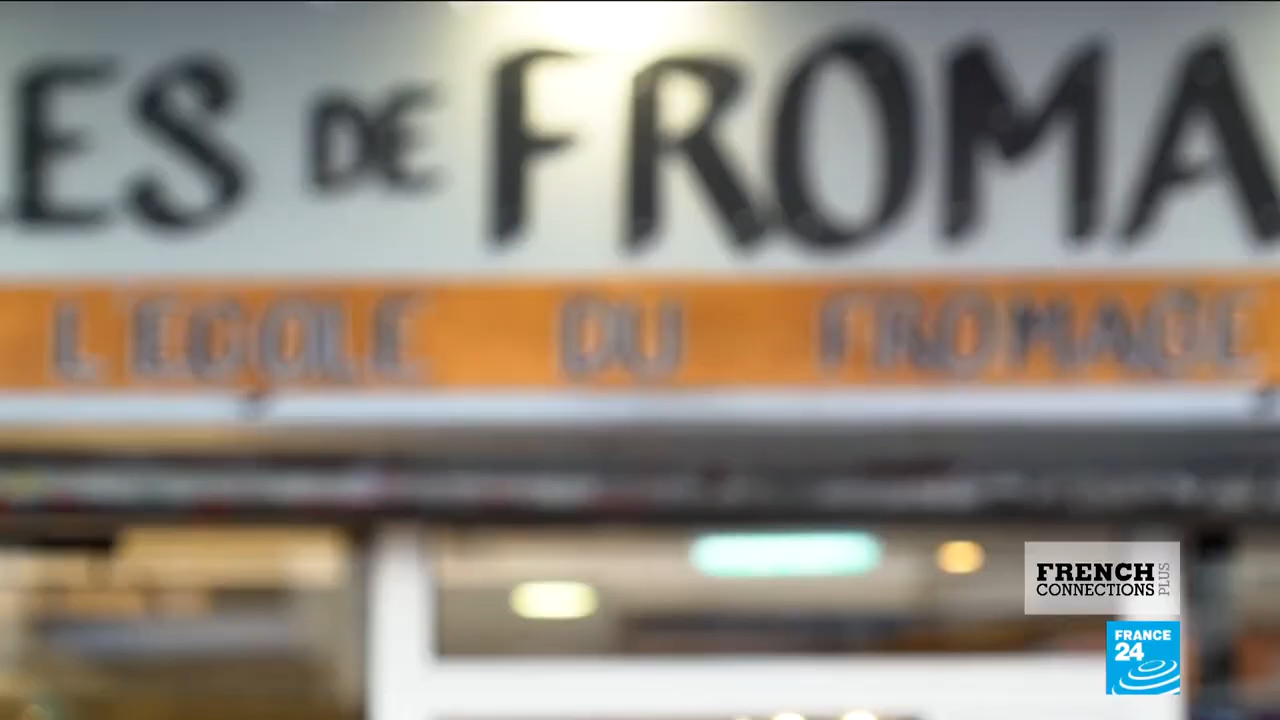 ES DE FROMA
L'ECOLE DU FROMAGE
FRENCH
CONNECTIONS
PLUS
FRANCE
24